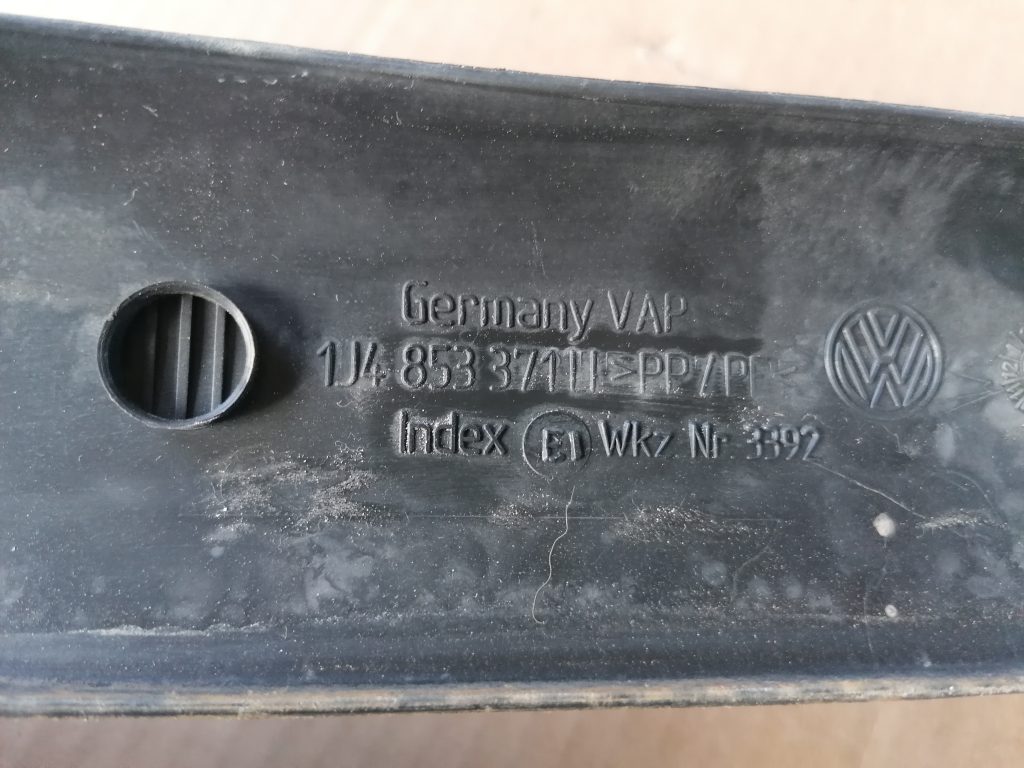 Germany VAP
1J4 853 371 H >PP/PE<
Index E1 Wkz Nr 3392